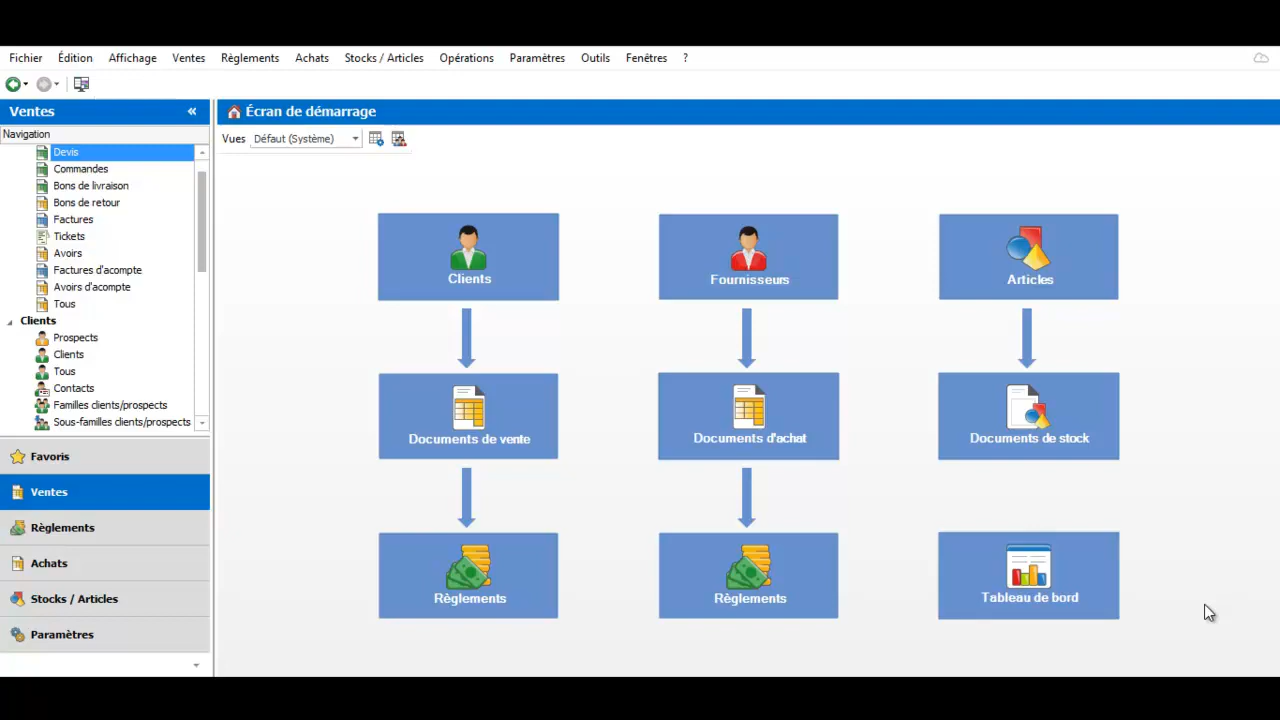 Fichier Édition Affichage Ventes Règlements Achats Stocks / Articles Opérations Paramètres Outils Fenêtres ?
Ventes «
Navigation
Devis
Commandes
Bons de livraison
Bons de retour
Factures
Tickets
Avoirs
Factures d'acompte
Avoirs d'acompte
Tous
Clients
Prospects
Clients
Tous
Contacts
Familles clients/prospects
Sous-familles clients/prospects
Favoris
Ventes
Règlements
Achats
Stocks / Articles
Paramètres
Écran de démarrage
Vues Défaut (Système)
Clients
Fournisseurs
Articles
Documents de vente
Documents d'achat
Documents de stock
Règlements
Règlements
Tableau de bord